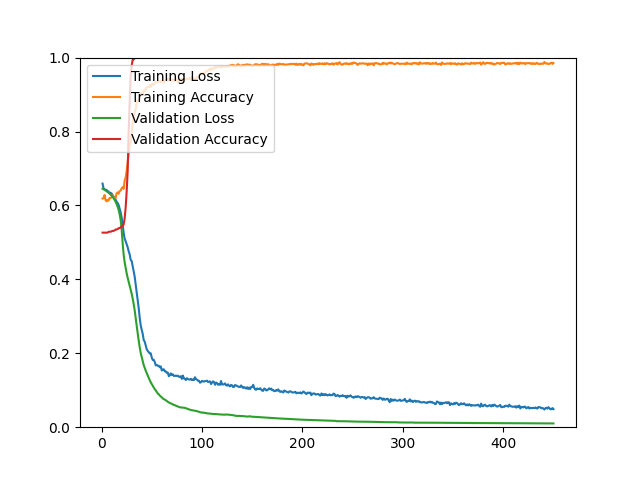 1.0
0.8
0.6
0.4
0.2
0.0
Training Loss
Training Accuracy
Validation Loss
Validation Accuracy
0 100 200 300 400